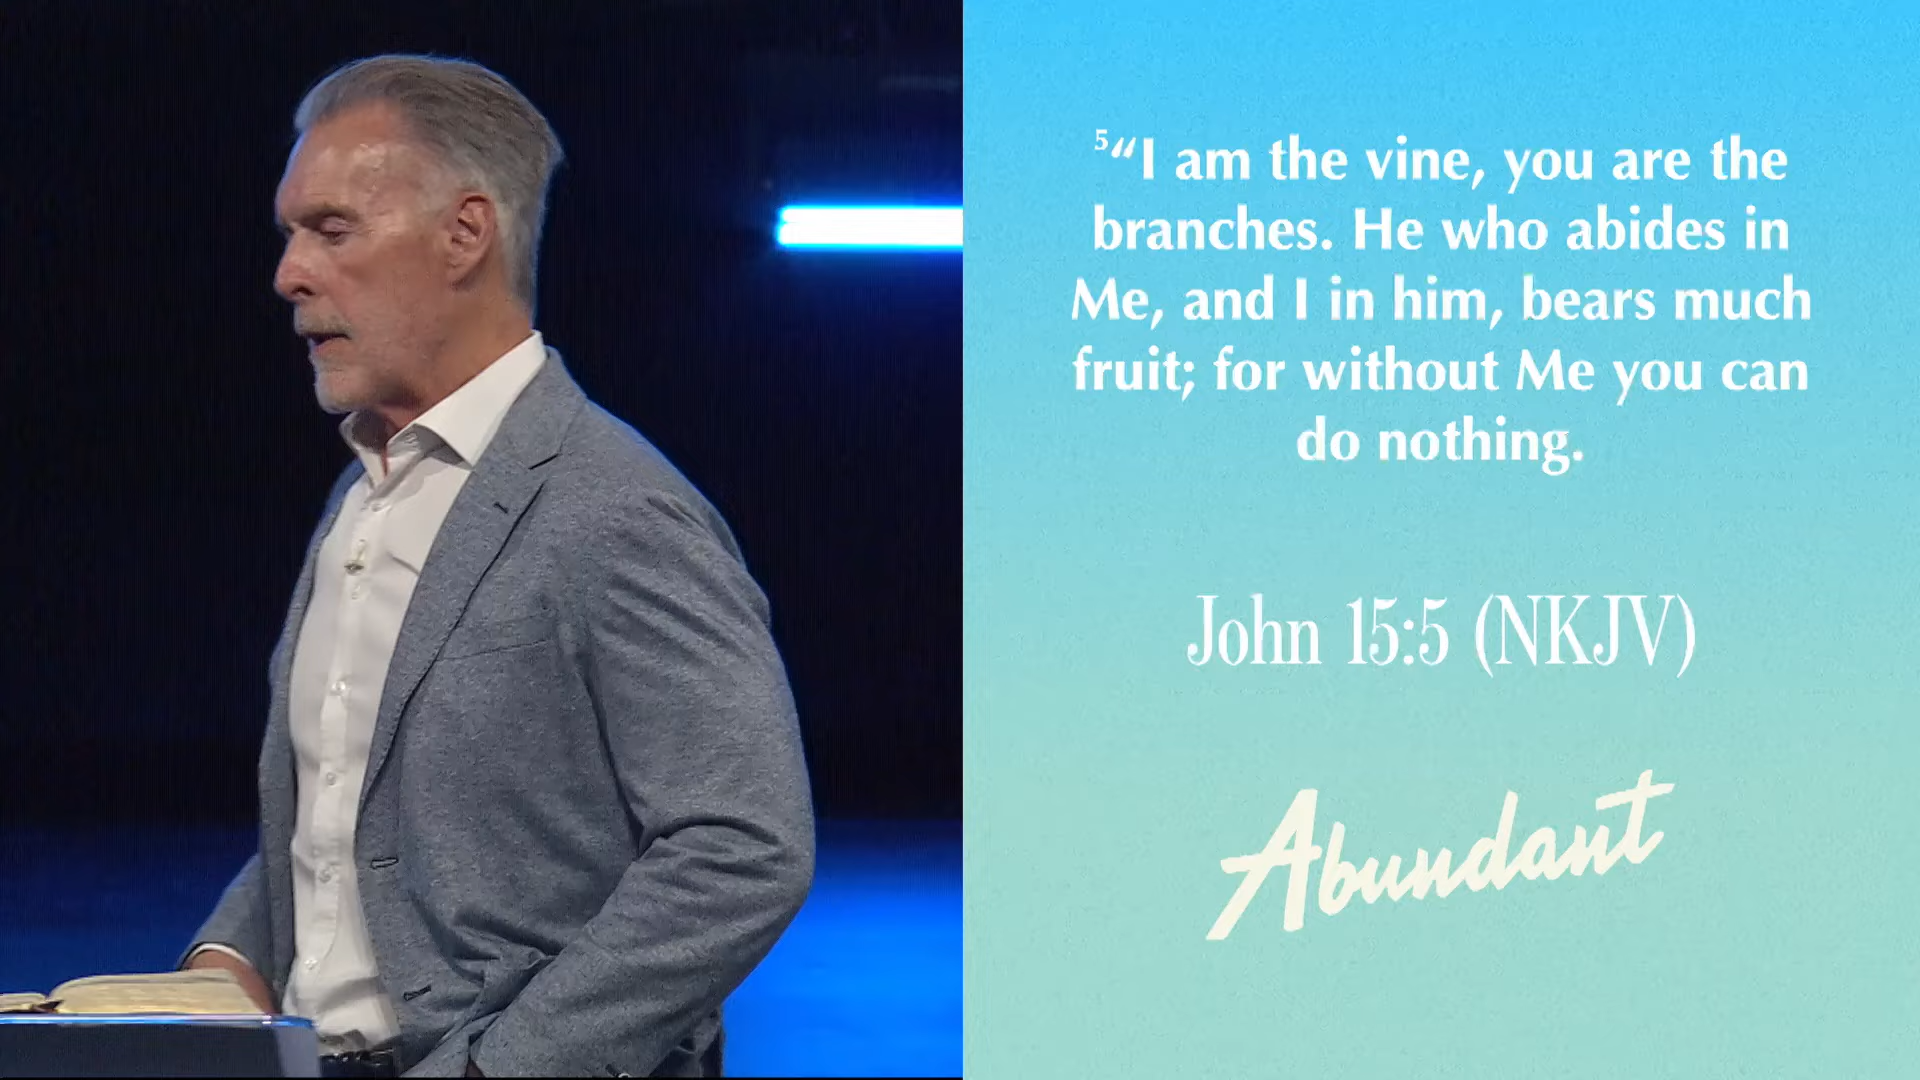 ⁵“I am the vine, you are the
branches. He who abides in
Me, and I in him, bears much
fruit; for without Me you can
do nothing.
John 15:5 (NKJV)
Abundant